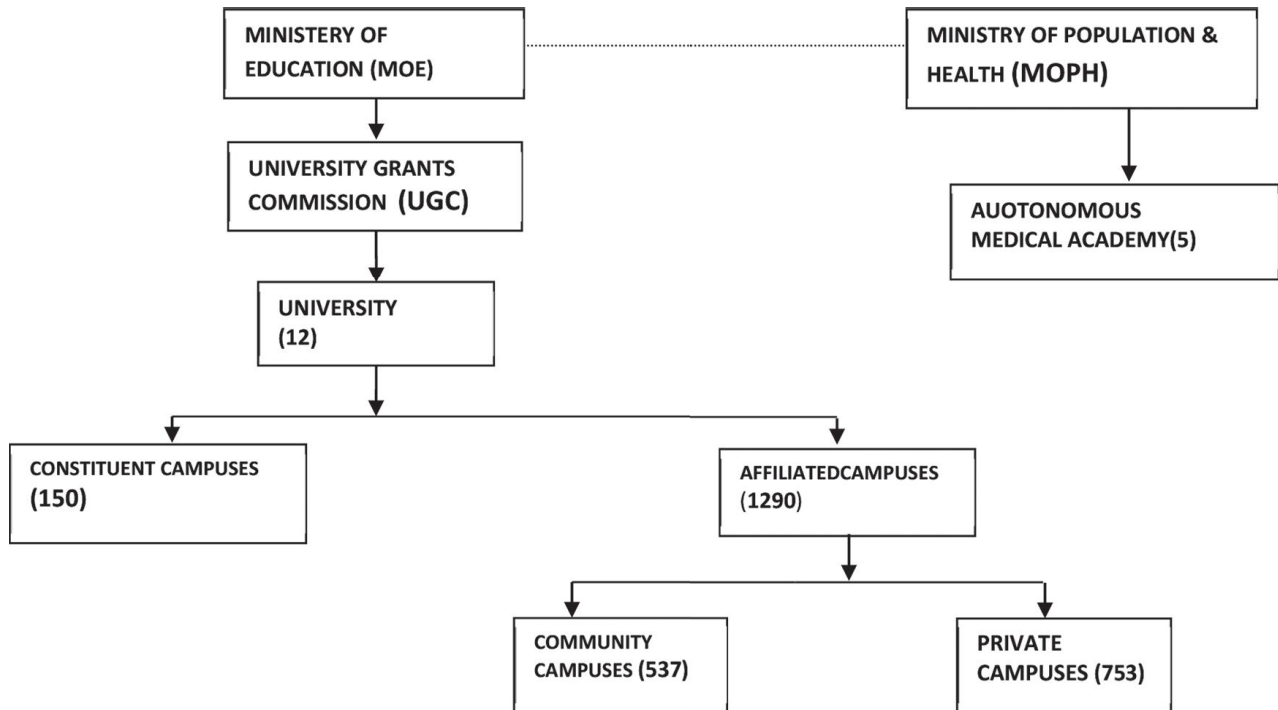 MINISTERY OF
EDUCATION (MOE)
MINISTRY OF POPULATION &
HEALTH (MOPH)
UNIVERSITY GRANTS
COMMISSION (UGC)
AUOTONOMOUS
MEDICAL ACADEMY(5)
UNIVERSITY
(12)
CONSTITUENT CAMPUSES
(150)
AFFILIATEDCAMPUSES
(1290)
COMMUNITY
CAMPUSES (537)
PRIVATE
CAMPUSES (753)